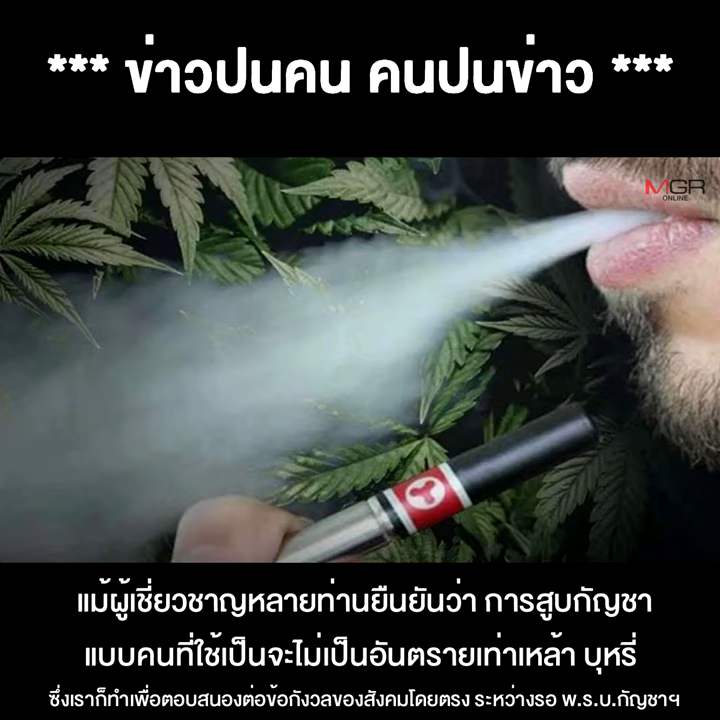 *** ข่าวปนคน คนปนข่าว ***
MGR
ONLINE
แม้ผู้เชี่ยวชาญหลายท่านยืนยันว่า การสูบกัญชา
แบบคนที่ใช้เป็นจะไม่เป็นอันตรายเท่าเหล้า บุหรี่
ซึ่งเราก็ทำเพื่อตอบสนองต่อข้อกังวลของสังคมโดยตรง ระหว่างรอ พ.ร.บ.กัญชาฯ